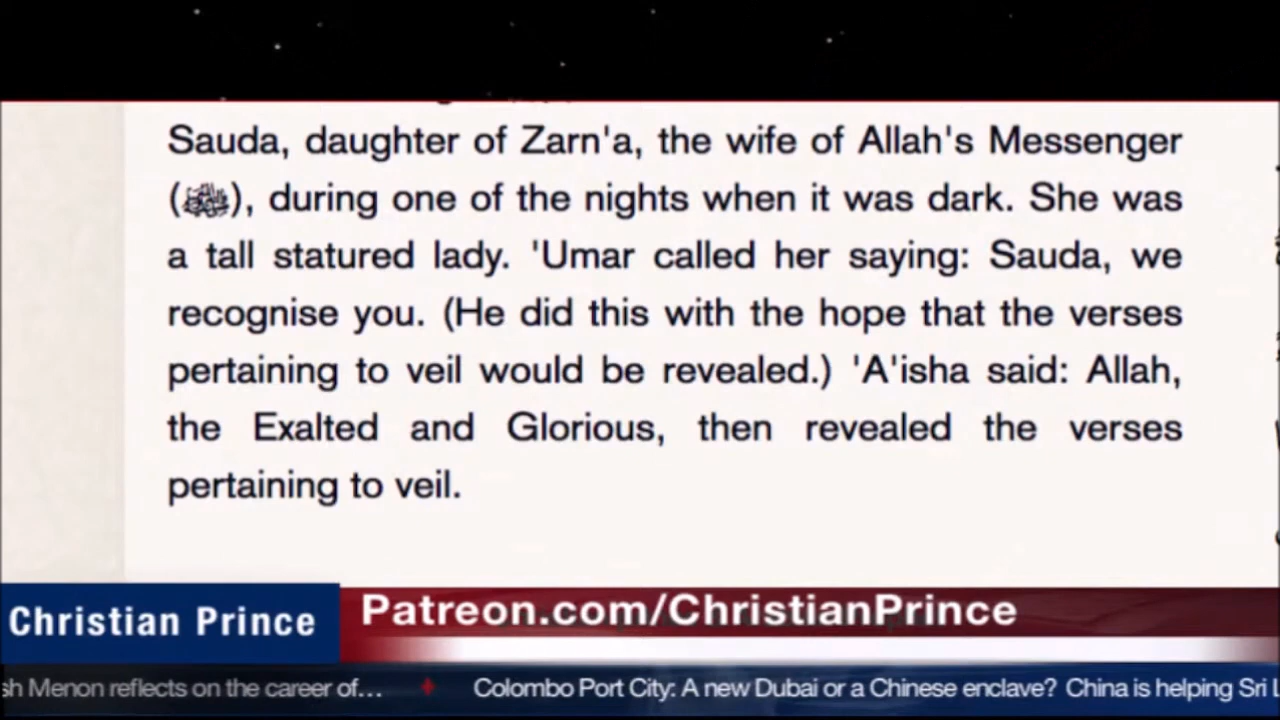 Sauda, daughter of Zarn'a, the wife of Allah's Messenger
(ﷺ), during one of the nights when it was dark. She was
a tall statured lady. 'Umar called her saying: Sauda, we
recognise you. (He did this with the hope that the verses
pertaining to veil would be revealed.) 'A'isha said: Allah,
the Exalted and Glorious, then revealed the verses
pertaining to veil.
Christian Prince
Patreon.com/ChristianPrince
sh Menon reflects on the career of... Colombo Port City: A new Dubai or a Chinese enclave? China is helping Sri